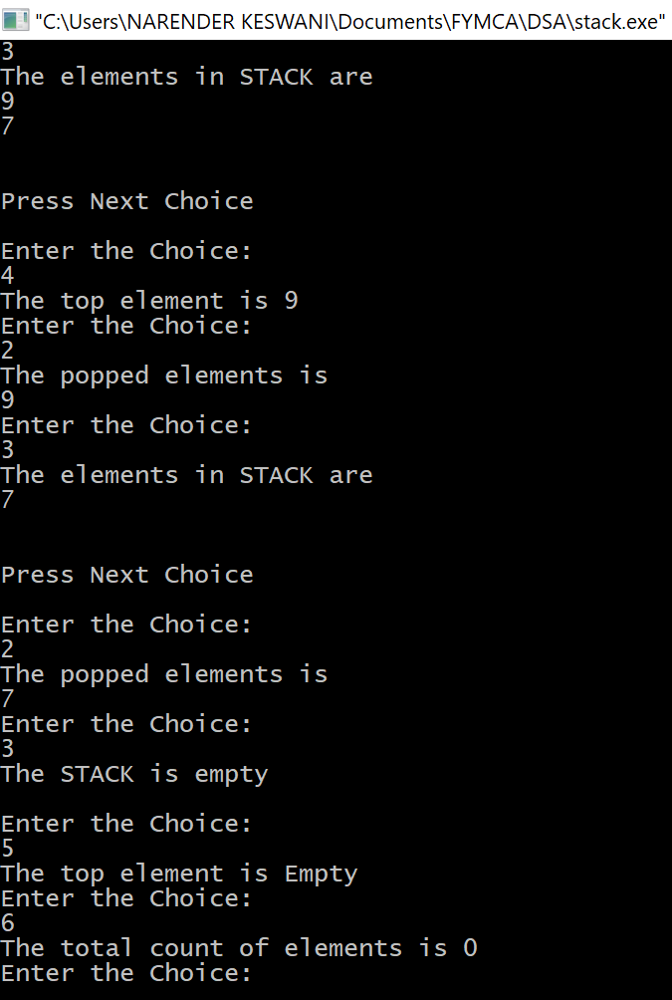 "C:\Users\NARENDER KESWANI\Documents\FYMCA\DSA\stack.exe"
3
The elements in STACK are
9
7
Press Next Choice
Enter the Choice:
4
The top element is 9
Enter the Choice:
2
The popped elements is
9
Enter the Choice:
3
The elements in STACK are
7
Press Next Choice
Enter the Choice:
2
The popped elements is
7
Enter the Choice:
3
The STACK is empty
Enter the Choice:
5
The top element is Empty
Enter the Choice:
6
The total count of elements is 0
Enter the Choice: